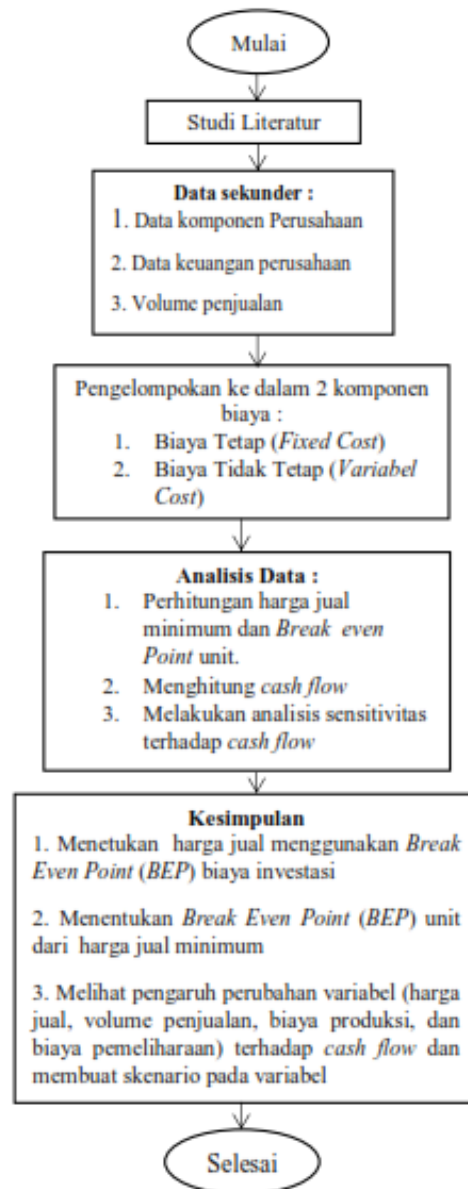 Mulai
Studi Literatur
Data sekunder :
1. Data komponen Perusahaan
2. Data keuangan perusahaan
3. Volume penjualan
Pengelompokan ke dalam 2 komponen
biaya :
1. Biaya Tetap (Fixed Cost)
2. Biaya Tidak Tetap (Variabel
Cost)
Analisis Data :
1. Perhitungan harga jual
minimum dan Break even
Point unit.
2. Menghitung cash flow
3. Melakukan analisis sensitivitas
terhadap cash flow
Kesimpulan
1. Menetukan harga jual menggunakan Break
Even Point (BEP) biaya investasi
2. Menentukan Break Even Point (BEP) unit
dari harga jual minimum
3. Melihat pengaruh perubahan variabel (harga
jual, volume penjualan, biaya produksi, dan
biaya pemeliharaan) terhadap cash flow dan
membuat skenario pada variabel
Selesai